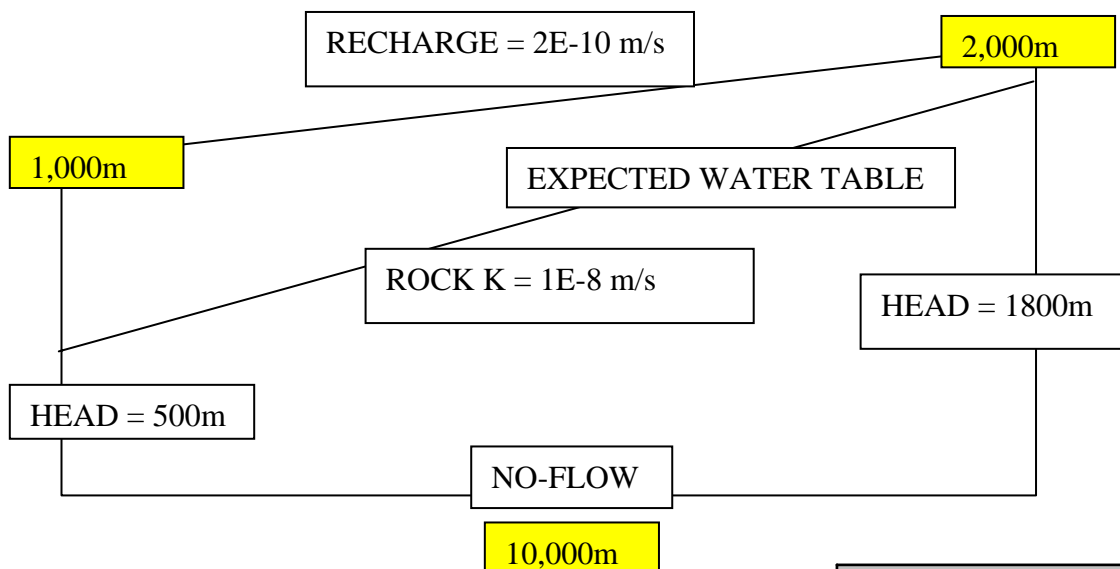 RECHARGE = 2E-10 m/s
2,000m
1,000m
EXPECTED WATER TABLE
ROCK K = 1E-8 m/s
HEAD = 1800m
HEAD = 500m
NO-FLOW
10,000m